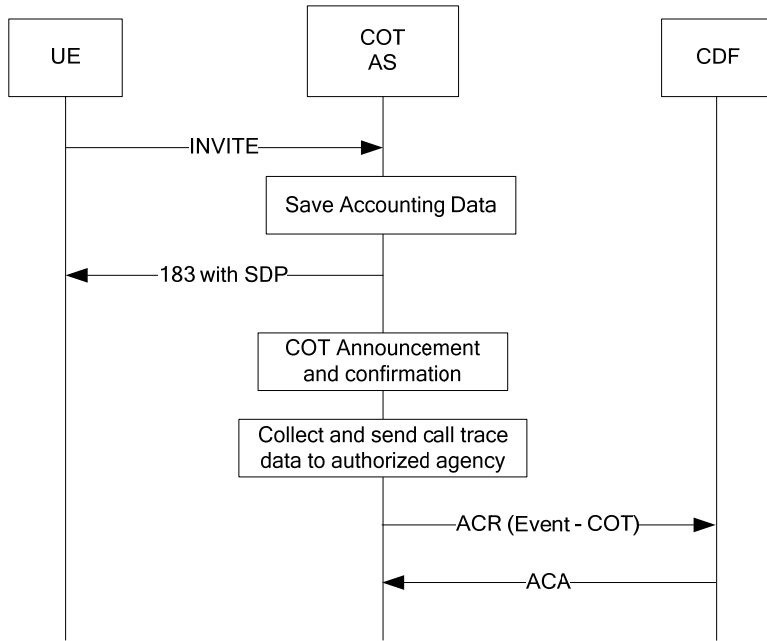 UE
COT
AS
CDF
INVITE
Save Accounting Data
183 with SDP
COT Announcement
and confirmation
Collect and send call trace
data to authorized agency
ACR (Event - COT)
ACA